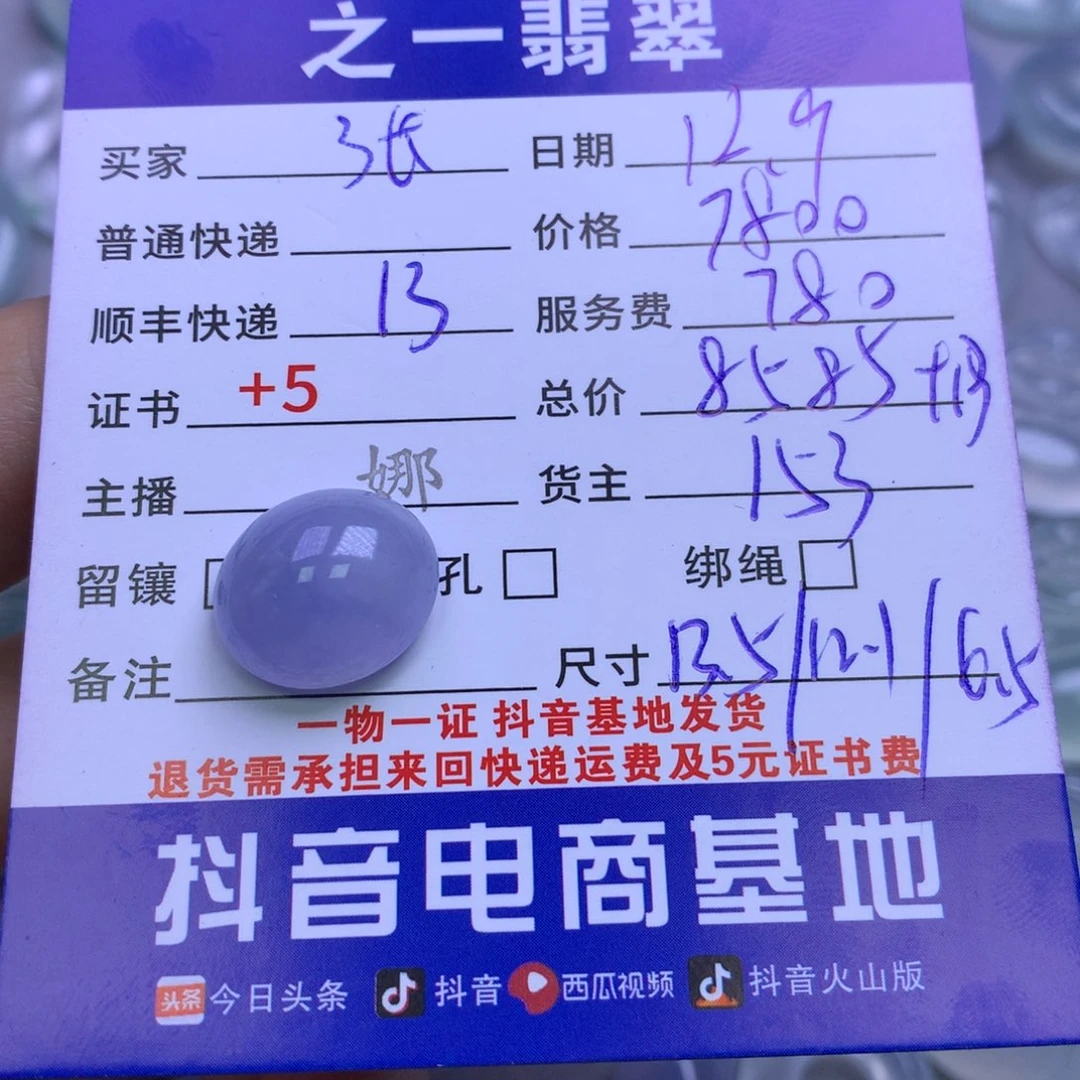 之一翡翠
买家 日期 12.9
普通快递 价格 7800
顺丰快递 13 服务费 780
证书 +5 总价 8585+13
主播 娜 货主 153
留镶 孔 绑绳
备注 尺寸 13.5/12.1/6.5
一物一证 抖音基地发货
退货需承担来回快递运费及5元证书费
抖音电商基地
头条 今日头条 抖音 西瓜视频 抖音火山版